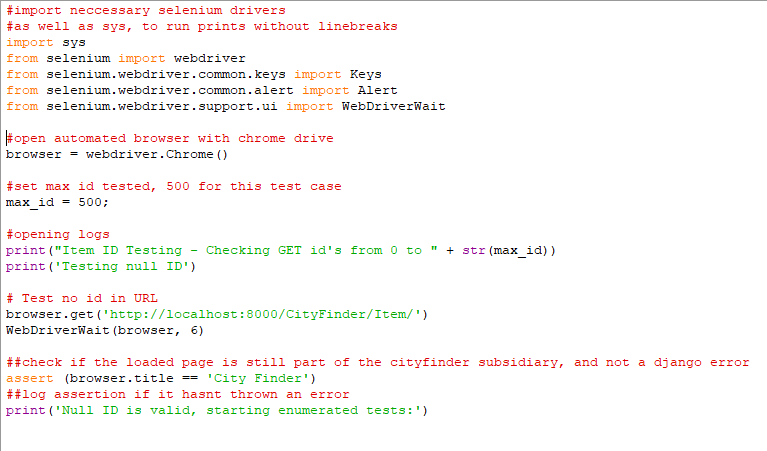 #import neccessary selenium drivers
#as well as sys, to run prints without linebreaks
import sys
from selenium import webdriver
from selenium.webdriver.common.keys import Keys
from selenium.webdriver.common.alert import Alert
from selenium.webdriver.support.ui import WebDriverWait
#open automated browser with chrome drive
browser = webdriver.Chrome()
#set max id tested, 500 for this test case
max_id = 500;
#opening logs
print("Item ID Testing - Checking GET id's from 0 to " + str(max_id))
print('Testing null ID')
# Test no id in URL
browser.get('http://localhost:8000/CityFinder/Item/')
WebDriverWait(browser, 6)
##check if the loaded page is still part of the cityfinder subsidiary, and not a django error
assert (browser.title == 'City Finder')
##log assertion if it hasnt thrown an error
print('Null ID is valid, starting enumerated tests:')